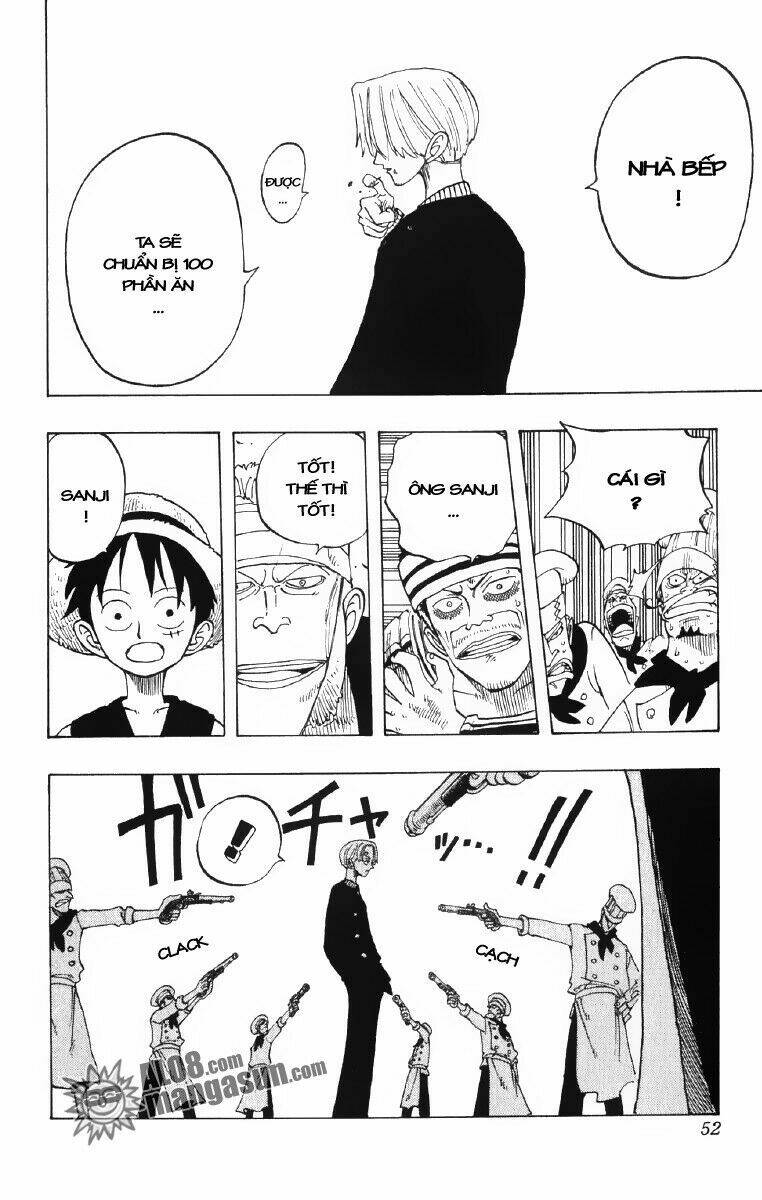 NHÀ BẾP
!
ĐƯỢC
...
TA SẼ
CHUẨN BỊ 100
PHẦN ĂN
...
CÁI GÌ
?
ÔNG SANJI
...
TỐT!
THẾ THÌ
TỐT!
SANJI
!
!
ガチャッ…!!
CLACK
CẠCH
AL08.com
mangasun.com
52